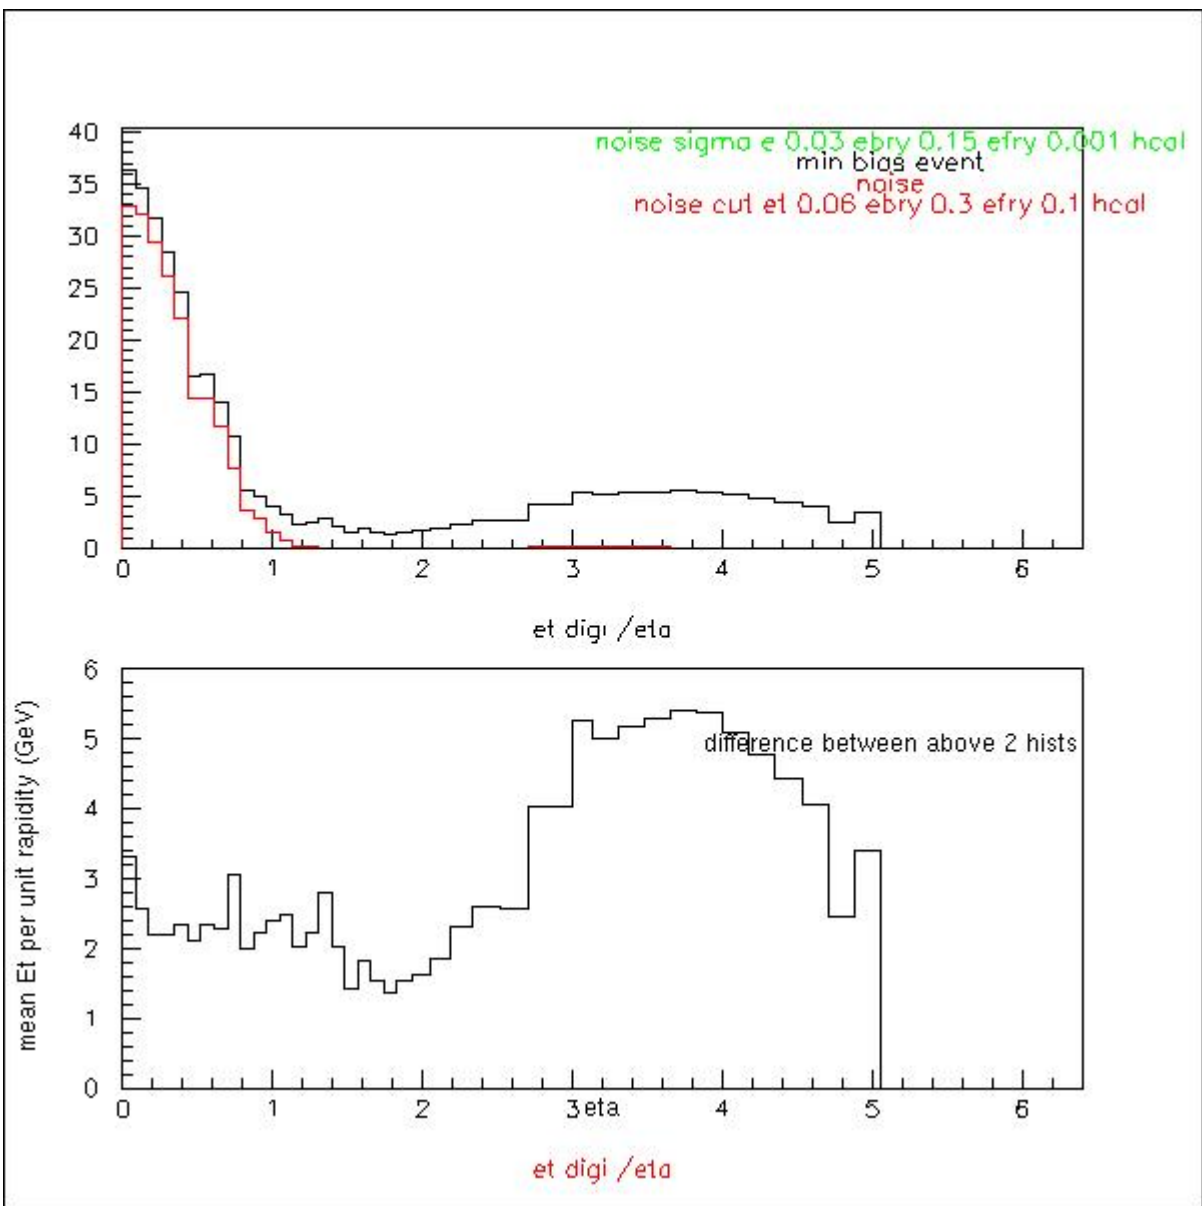 noise sigma e 0.03 ebry 0.15 efry 0.001 hcal
min bias event
noise
noise cut et 0.06 ebry 0.3 efry 0.1 hcal
40
35
30
25
20
15
10
5
0
0 1 2 3 4 5 6
et digi /eta
mean Et per unit rapidity (GeV)
6
5
4
3
2
1
0
difference between above 2 hists
0 1 2 3 eta 4 5 6
et digi /eta